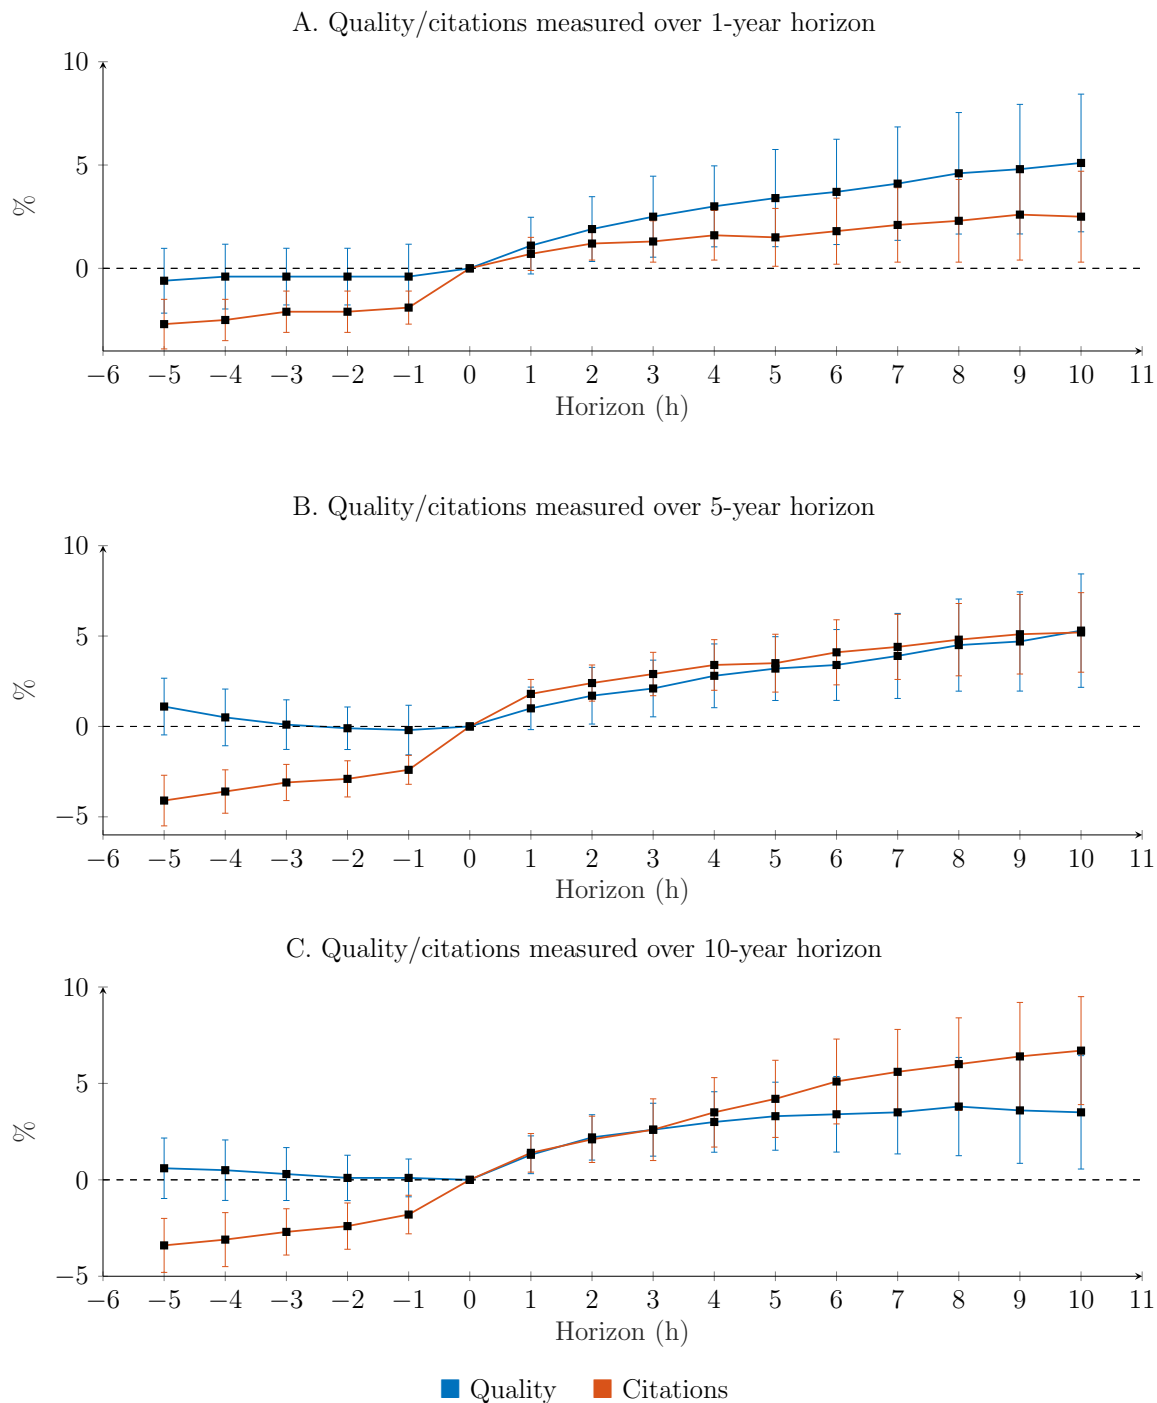 A. Quality/citations measured over 1-year horizon
10
5
0
%
−6 −5 −4 −3 −2 −1 0 1 2 3 4 5 6 7 8 9 10 11
Horizon (h)
B. Quality/citations measured over 5-year horizon
10
5
0
−5
%
−6 −5 −4 −3 −2 −1 0 1 2 3 4 5 6 7 8 9 10 11
Horizon (h)
C. Quality/citations measured over 10-year horizon
10
5
0
−5
%
−6 −5 −4 −3 −2 −1 0 1 2 3 4 5 6 7 8 9 10 11
Horizon (h)
Quality Citations